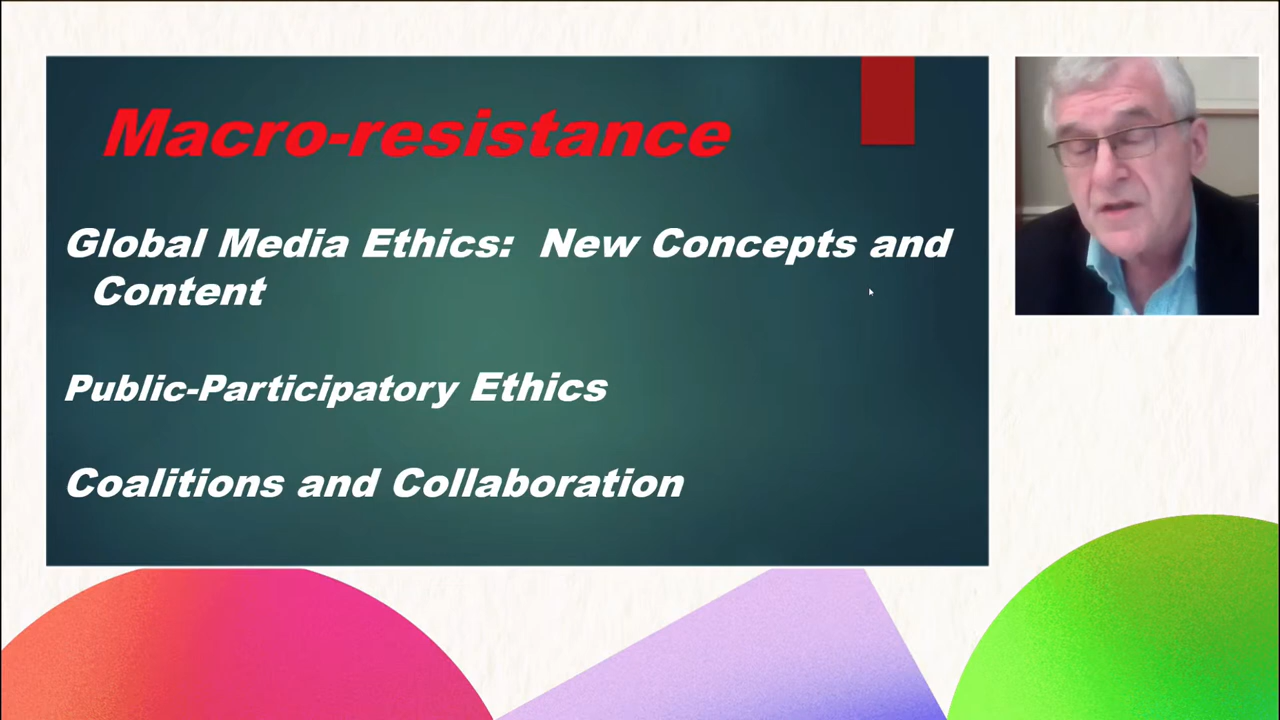 Macro-resistance
Global Media Ethics: New Concepts and
Content
Public-Participatory Ethics
Coalitions and Collaboration